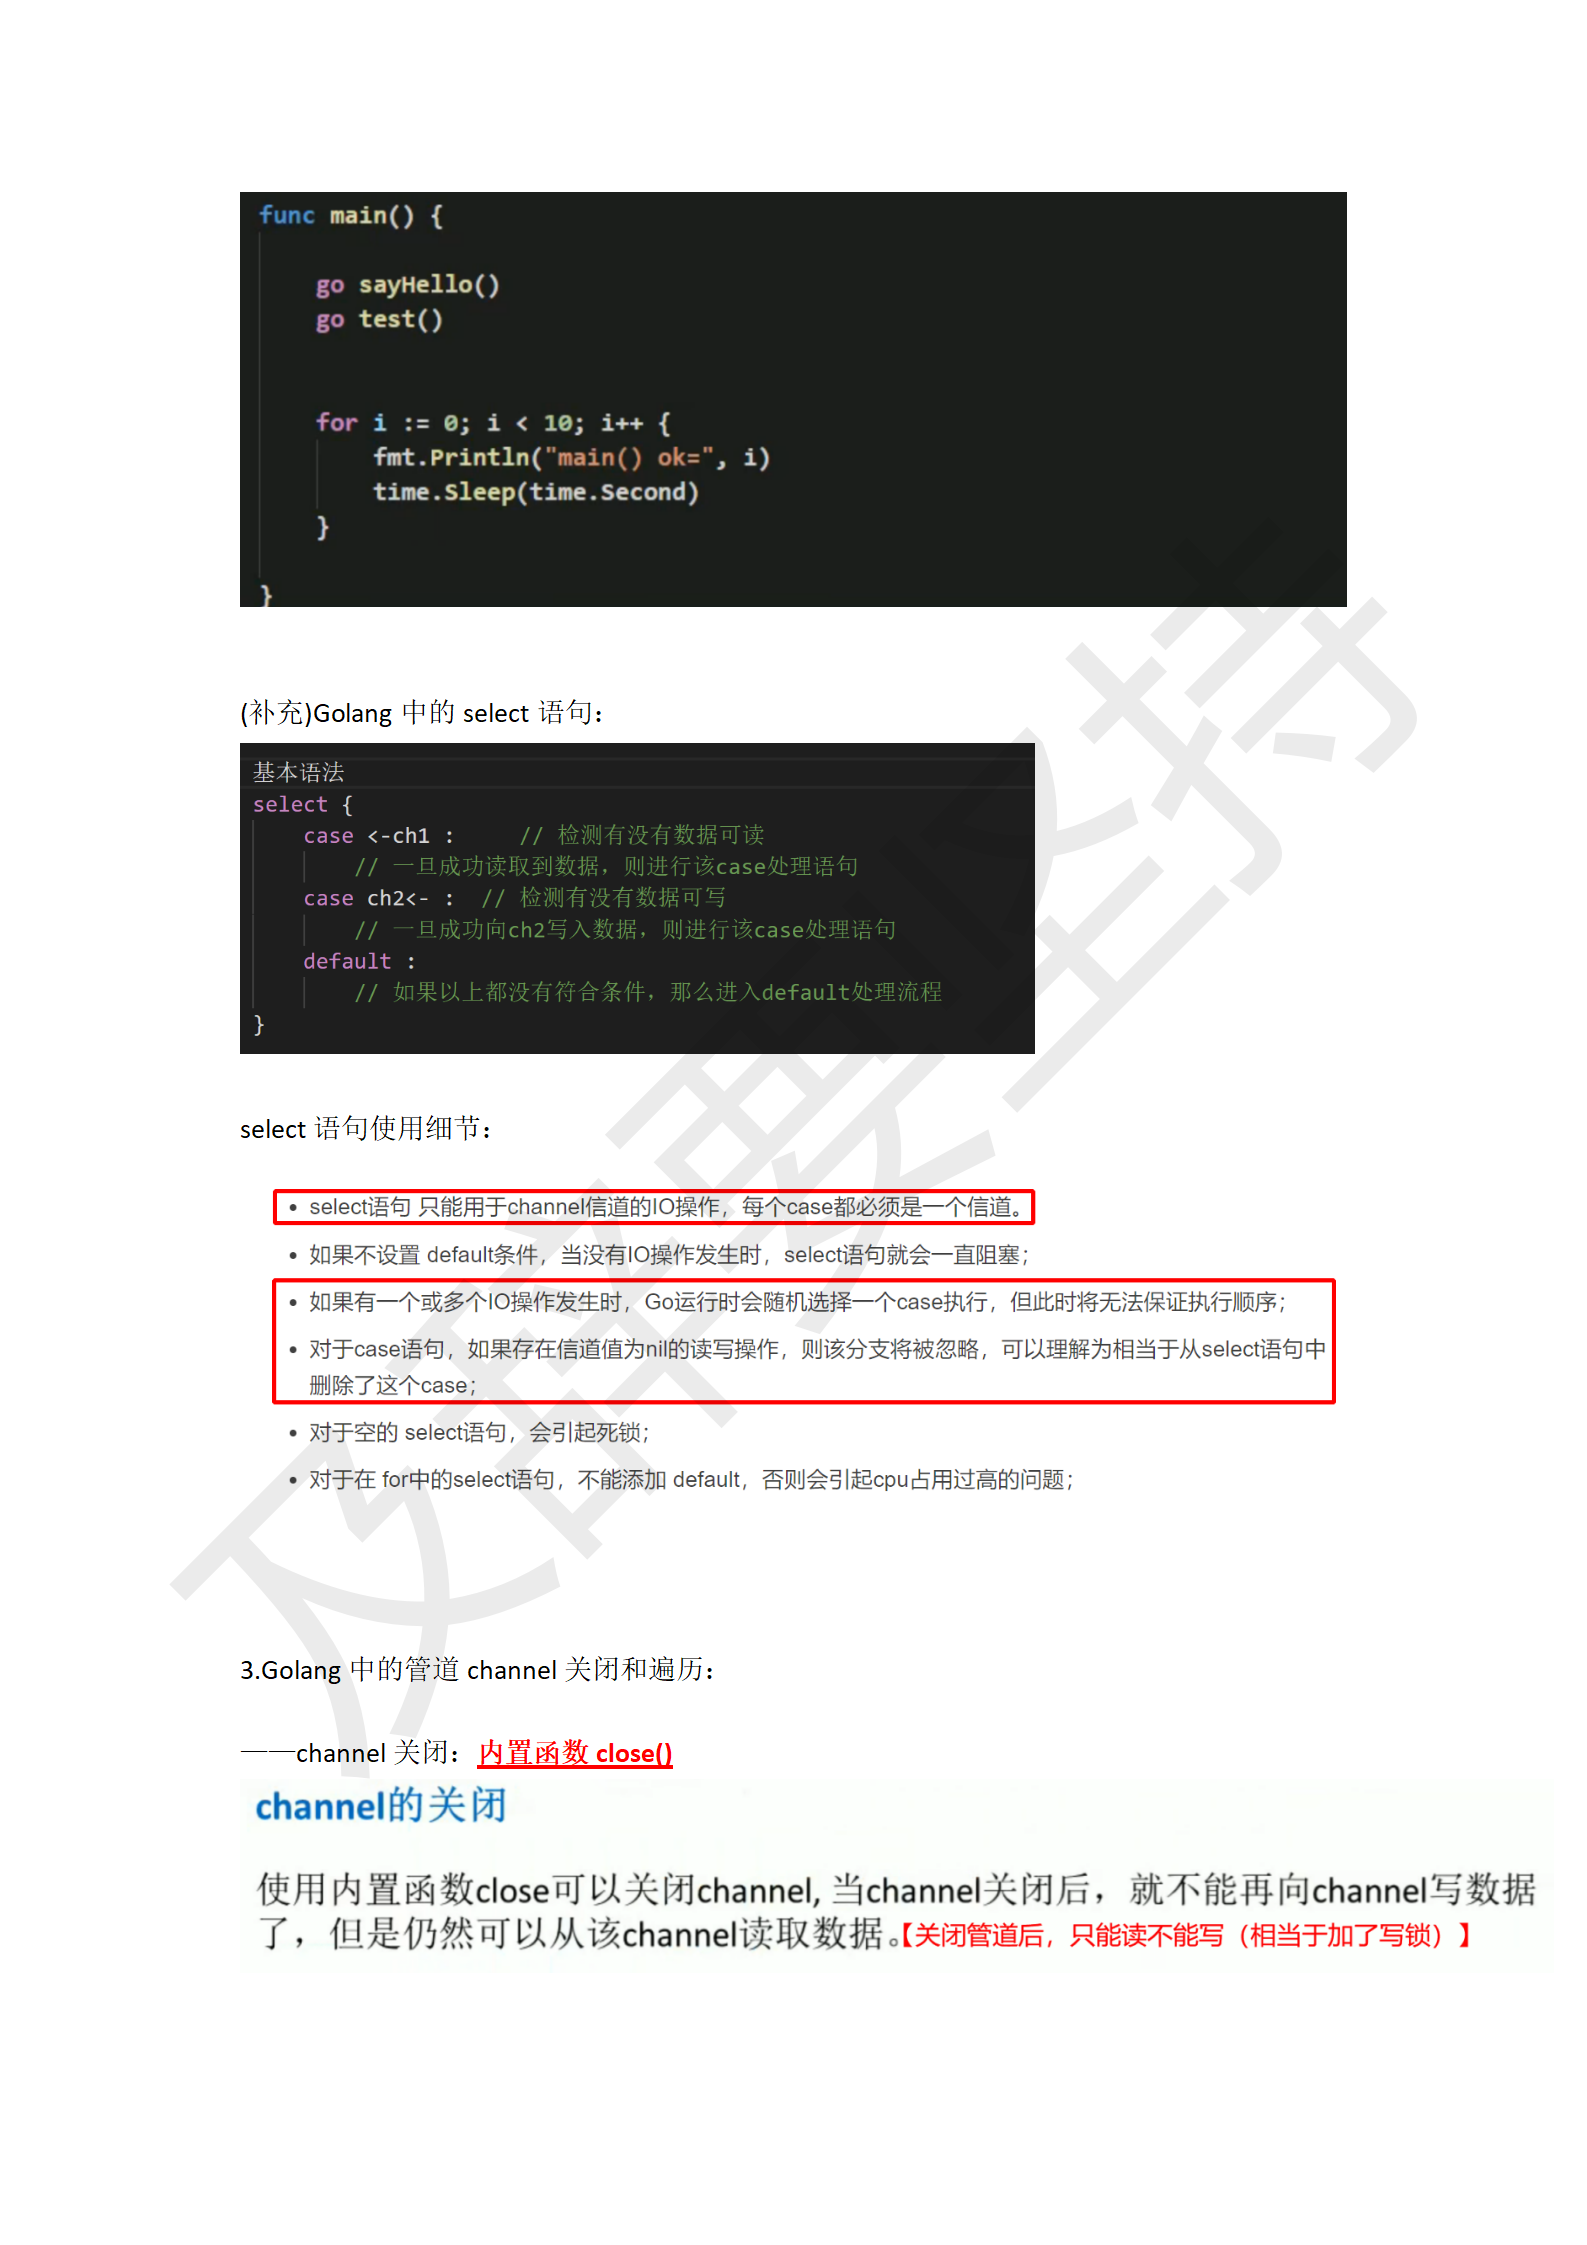 func main() {
go sayHello()
go test()
for i := 0; i < 10; i++ {
fmt.Println("main() ok=", i)
time.Sleep(time.Second)
}
}
(补充)Golang 中的 select 语句：
基本语法
select {
case <-ch1 :     // 检测有没有数据可读
// 一旦成功读取到数据，则进行该case处理语句
case ch2<- :  // 检测有没有数据可写
// 一旦成功向ch2写入数据，则进行该case处理语句
default :
// 如果以上都没有符合条件，那么进入default处理流程
}
select 语句使用细节：
• select语句 只能用于channel信道的IO操作，每个case都必须是一个信道。
• 如果不设置 default条件，当没有IO操作发生时，select语句就会一直阻塞；
• 如果有一个或多个IO操作发生时，Go运行时会随机选择一个case执行，但此时将无法保证执行顺序；
• 对于case语句，如果存在信道值为nil的读写操作，则该分支将被忽略，可以理解为相当于从select语句中
删除了这个case；
• 对于空的 select语句，会引起死锁；
• 对于在 for中的select语句，不能添加 default，否则会引起cpu占用过高的问题；
3.Golang 中的管道 channel 关闭和遍历：
——channel 关闭：内置函数 close()
channel的关闭
使用内置函数close可以关闭channel, 当channel关闭后，就不能再向channel写数据
了，但是仍然可以从该channel读取数据。【关闭管道后，只能读不能写（相当于加了写锁）】
及辞要坚持